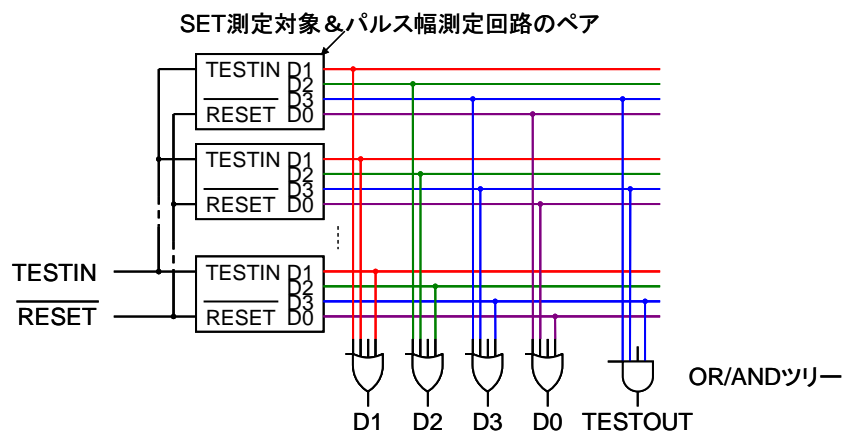 SET測定対象&パルス幅測定回路のペア
TESTIN D1
D2
D3
RESET D0
TESTIN D1
D2
D3
RESET D0
TESTIN
TESTIN D1
D2
D3
RESET
RESET D0
OR/ANDツリー
D1 D2 D3 D0 TESTOUT